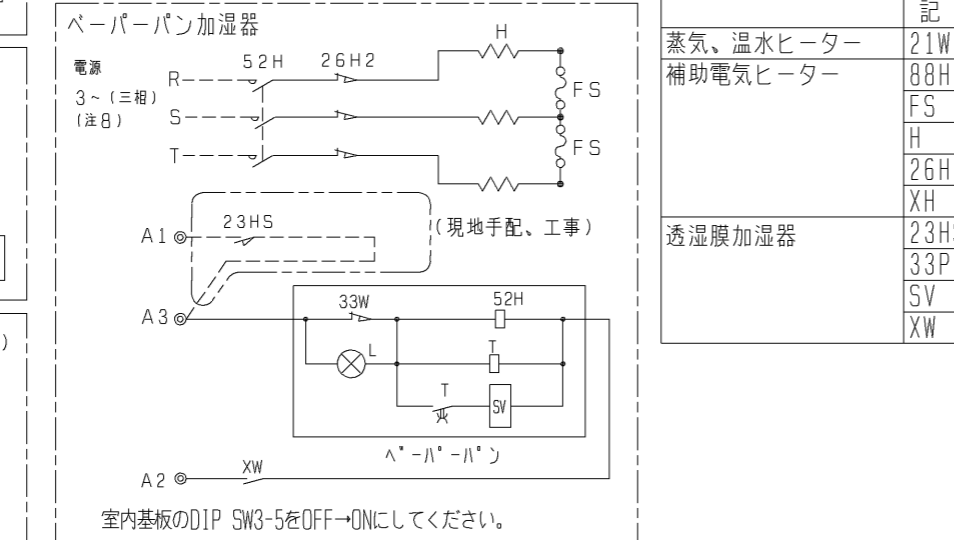 ベーパーパン加湿器
電源
3~(三相)
(注8)
R
52H
26H2
H
FS
S
FS
T
23HS
A1
(現地手配、工事)
A3
33W
52H
L
T
T
SV
ベーパーパン
A2
XW
室内基板のDIP SW3-5をOFF→ONにしてください。
)
記
蒸気、温水ヒーター 21W
補助電気ヒーター 88H
FS
H
26H
XH
透湿膜加湿器 23HS
33P
SV
XW